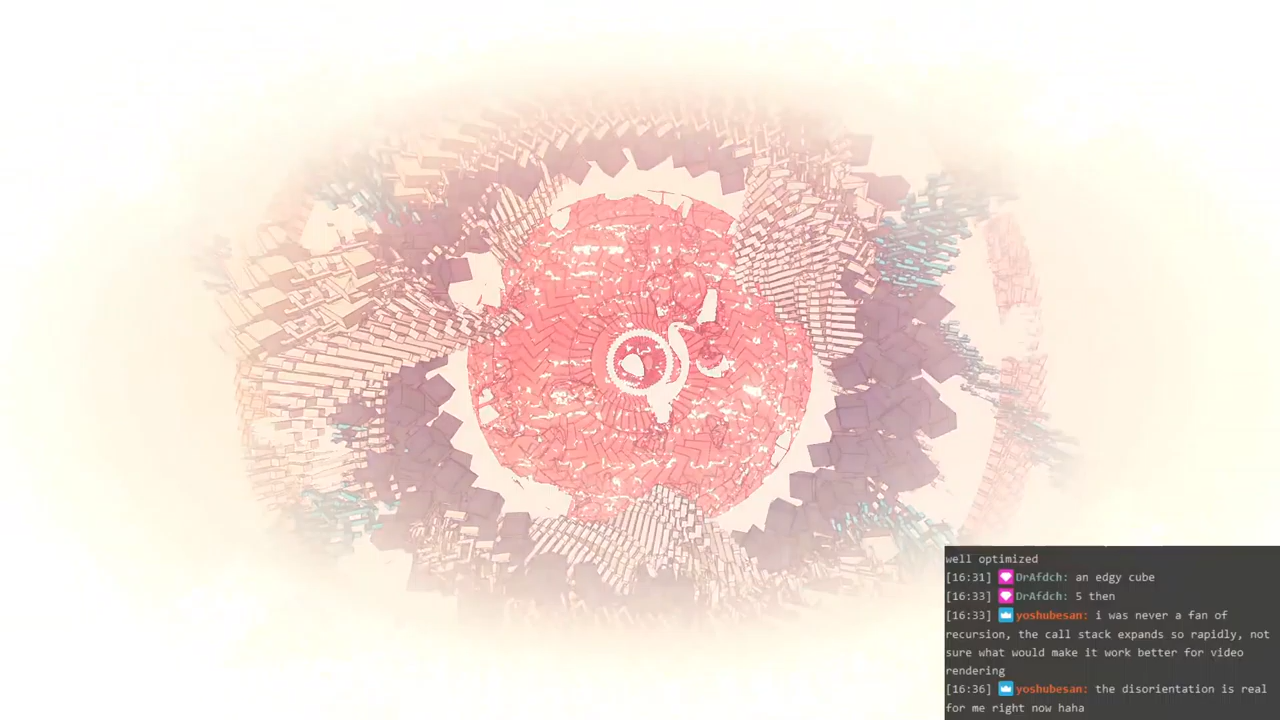 well optimized
[16:31] DrAfdch: an edgy cube
[16:33] DrAfdch: 5 then
[16:33] yoshubesan: i was never a fan of
recursion, the call stack expands so rapidly, not
sure what would make it work better for video
rendering
[16:36] yoshubesan: the disorientation is real
for me right now haha